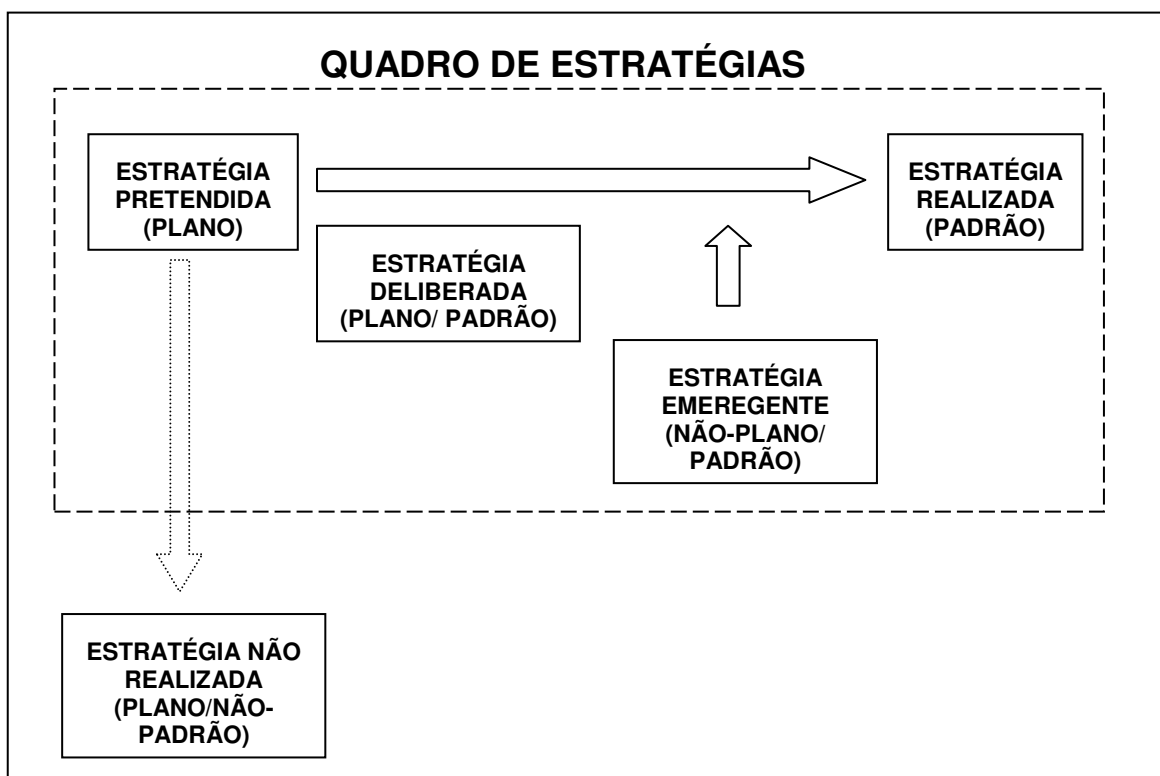 QUADRO DE ESTRATÉGIAS
ESTRATÉGIA
PRETENDIDA
(PLANO)
ESTRATÉGIA
REALIZADA
(PADRÃO)
ESTRATÉGIA
DELIBERADA
(PLANO/ PADRÃO)
ESTRATÉGIA
EMEREGENTE
(NÃO-PLANO/
PADRÃO)
ESTRATÉGIA NÃO
REALIZADA
(PLANO/NÃO-
PADRÃO)